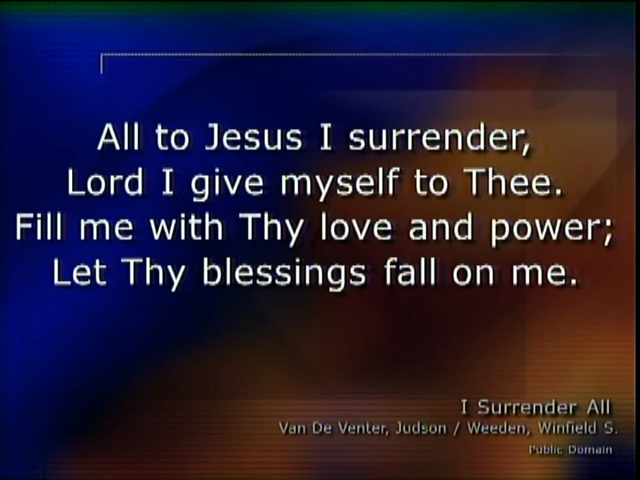 All to Jesus I surrender,
Lord I give myself to Thee.
Fill me with Thy love and power;
Let Thy blessings fall on me.
I Surrender All
Van De Venter, Judson / Weeden, Winfield S.
Public Domain